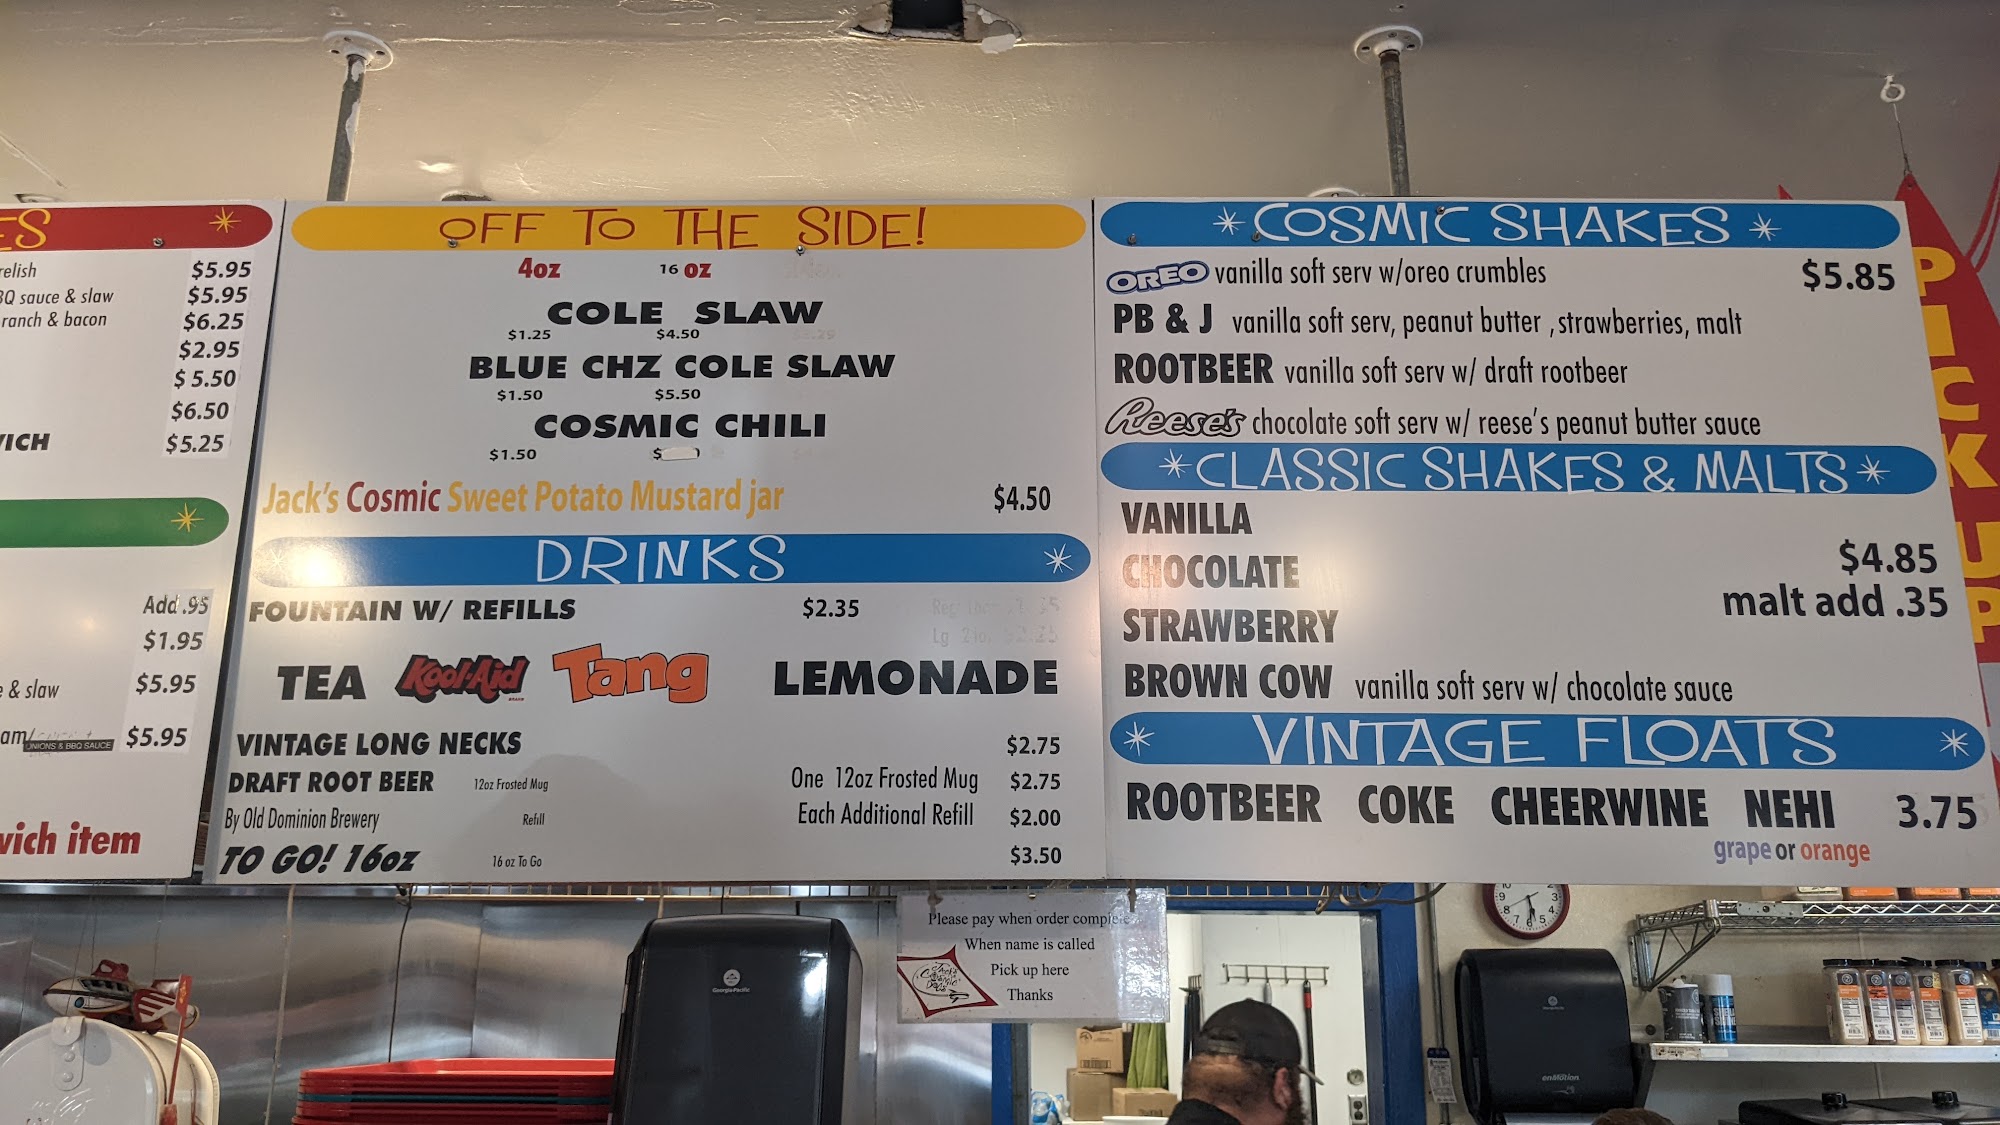 ES
relish $5.95
BQ sauce & slaw $5.95
ranch & bacon $6.25
$2.95
$5.50
$6.50
VICH $5.25
Add .95
$1.95
& slaw $5.95
am/
ONIONS & BBQ SAUCE $5.95
wich item
OFF TO THE SIDE!
4oz 16 oz
COLE SLAW
$1.25 $4.50
BLUE CHZ COLE SLAW
$1.50 $5.50
COSMIC CHILI
$1.50 $
Jack's Cosmic Sweet Potato Mustard jar $4.50
DRINKS
FOUNTAIN W/ REFILLS $2.35
TEA Kool-Aid Tang LEMONADE
VINTAGE LONG NECKS $2.75
DRAFT ROOT BEER 12oz Frosted Mug One 12oz Frosted Mug $2.75
By Old Dominion Brewery Refill Each Additional Refill $2.00
TO GO! 16oz 16 oz To Go $3.50
COSMIC SHAKES
OREO vanilla soft serv w/oreo crumbles $5.85
PB & J vanilla soft serv, peanut butter ,strawberries, malt
ROOTBEER vanilla soft serv w/ draft rootbeer
Reese's chocolate soft serv w/ reese's peanut butter sauce
CLASSIC SHAKES & MALTS
VANILLA
CHOCOLATE $4.85
STRAWBERRY malt add .35
BROWN COW vanilla soft serv w/ chocolate sauce
VINTAGE FLOATS
ROOTBEER COKE CHEERWINE NEHI 3.75
grape or orange
PICK UP
Please pay when order complete
When name is called
Pick up here
Thanks
Jack's
Cosmic
Dogs
Georgia-Pacific
enMotion